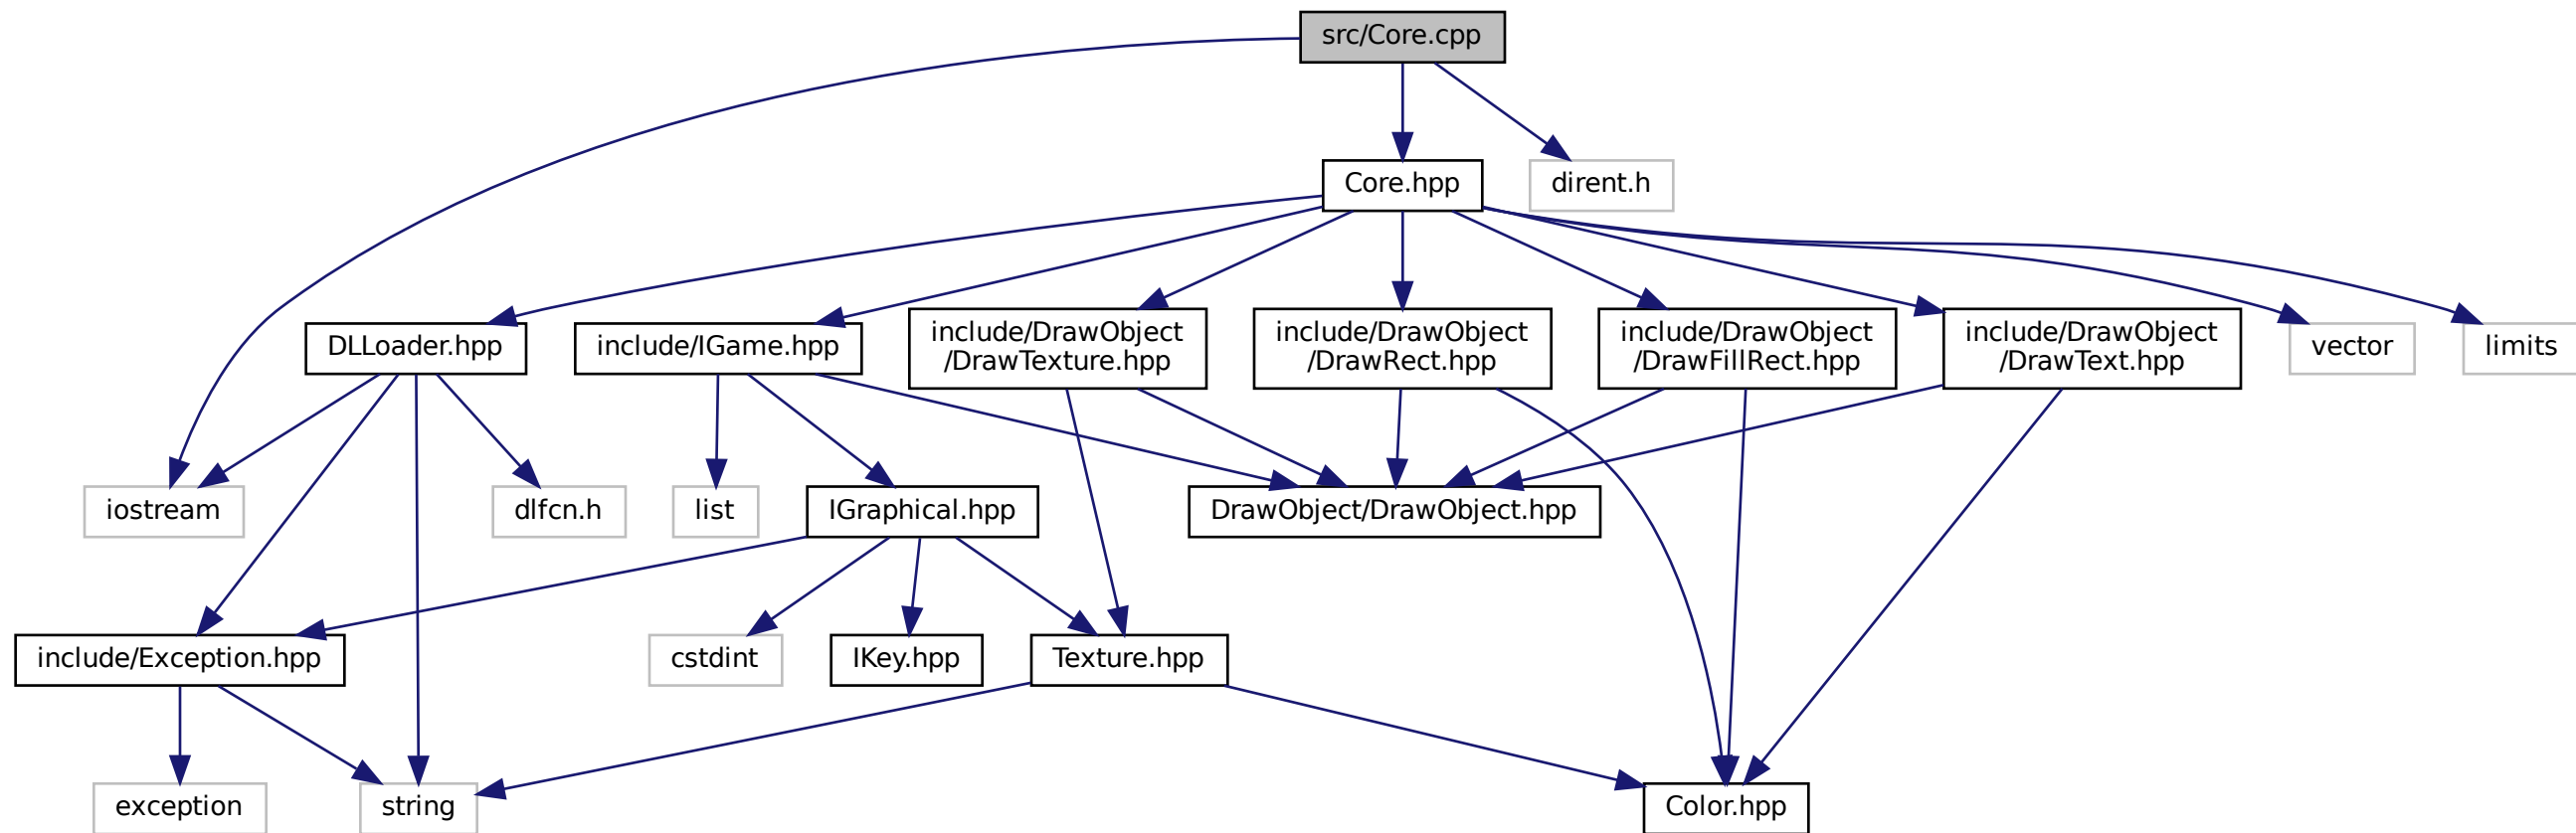 src/Core.cpp
Core.hpp
dirent.h
DLLoader.hpp
include/IGame.hpp
include/DrawObject
/DrawTexture.hpp
include/DrawObject
/DrawRect.hpp
include/DrawObject
/DrawFillRect.hpp
include/DrawObject
/DrawText.hpp
vector
limits
iostream
dlfcn.h
list
IGraphical.hpp
DrawObject/DrawObject.hpp
include/Exception.hpp
cstdint
IKey.hpp
Texture.hpp
exception
string
Color.hpp